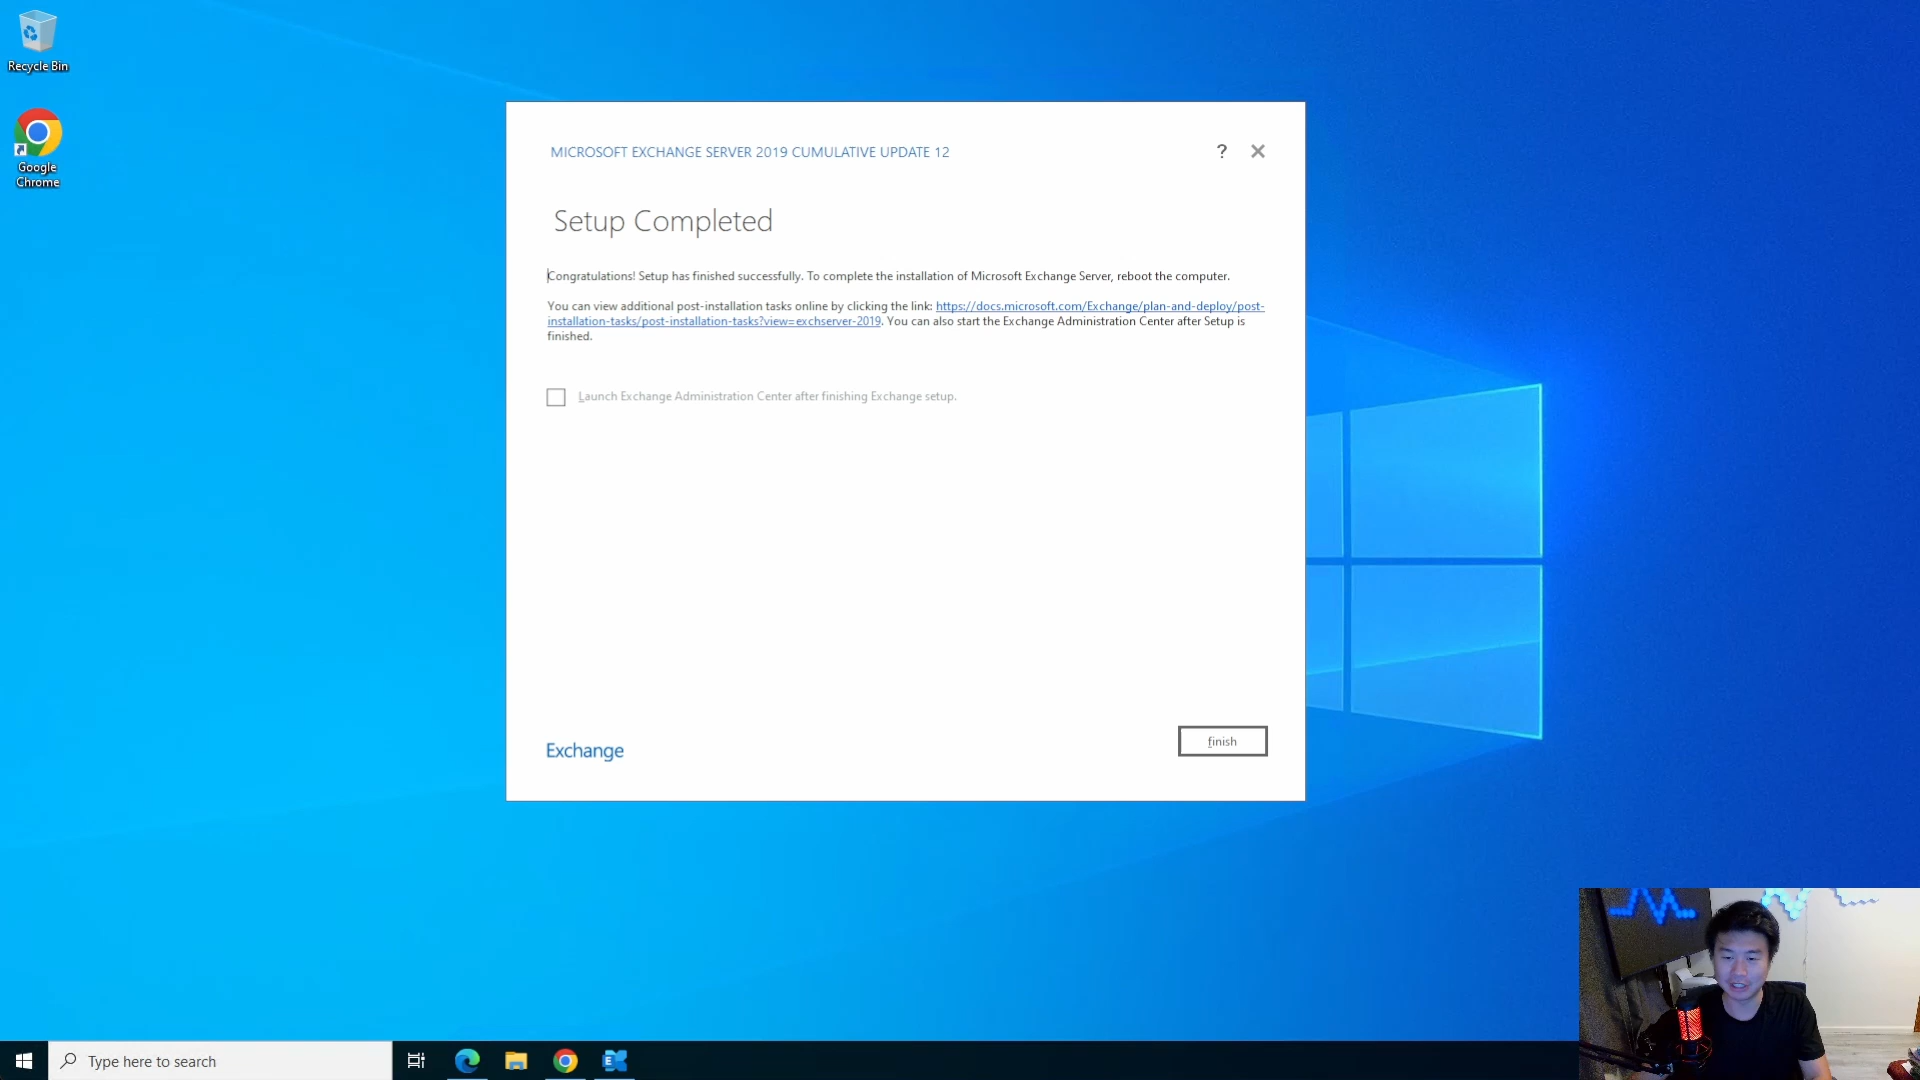 Recycle Bin
Google
Chrome
MICROSOFT EXCHANGE SERVER 2019 CUMULATIVE UPDATE 12
?
Setup Completed
Congratulations! Setup has finished successfully. To complete the installation of Microsoft Exchange Server, reboot the computer.
You can view additional post-installation tasks online by clicking the link: https://docs.microsoft.com/Exchange/plan-and-deploy/post-
installation-tasks/post-installation-tasks?view=exchserver-2019. You can also start the Exchange Administration Center after Setup is
finished.
Launch Exchange Administration Center after finishing Exchange setup.
Exchange
finish
Type here to search